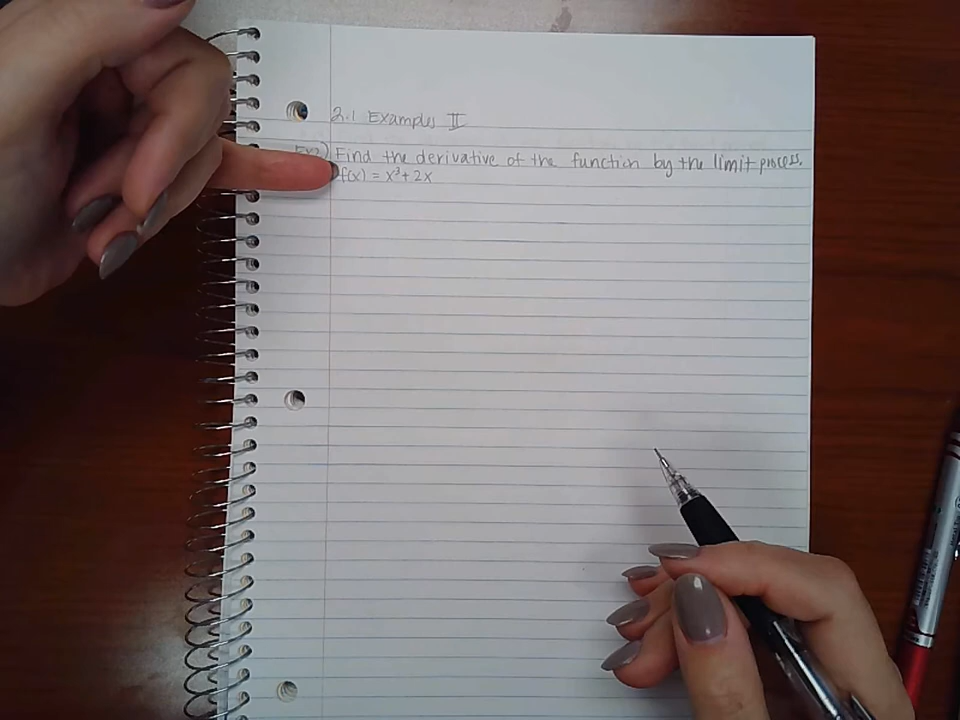 2.1 Examples II
Find the derivative of the function by the limit process.
f(x) = x³ + 2x